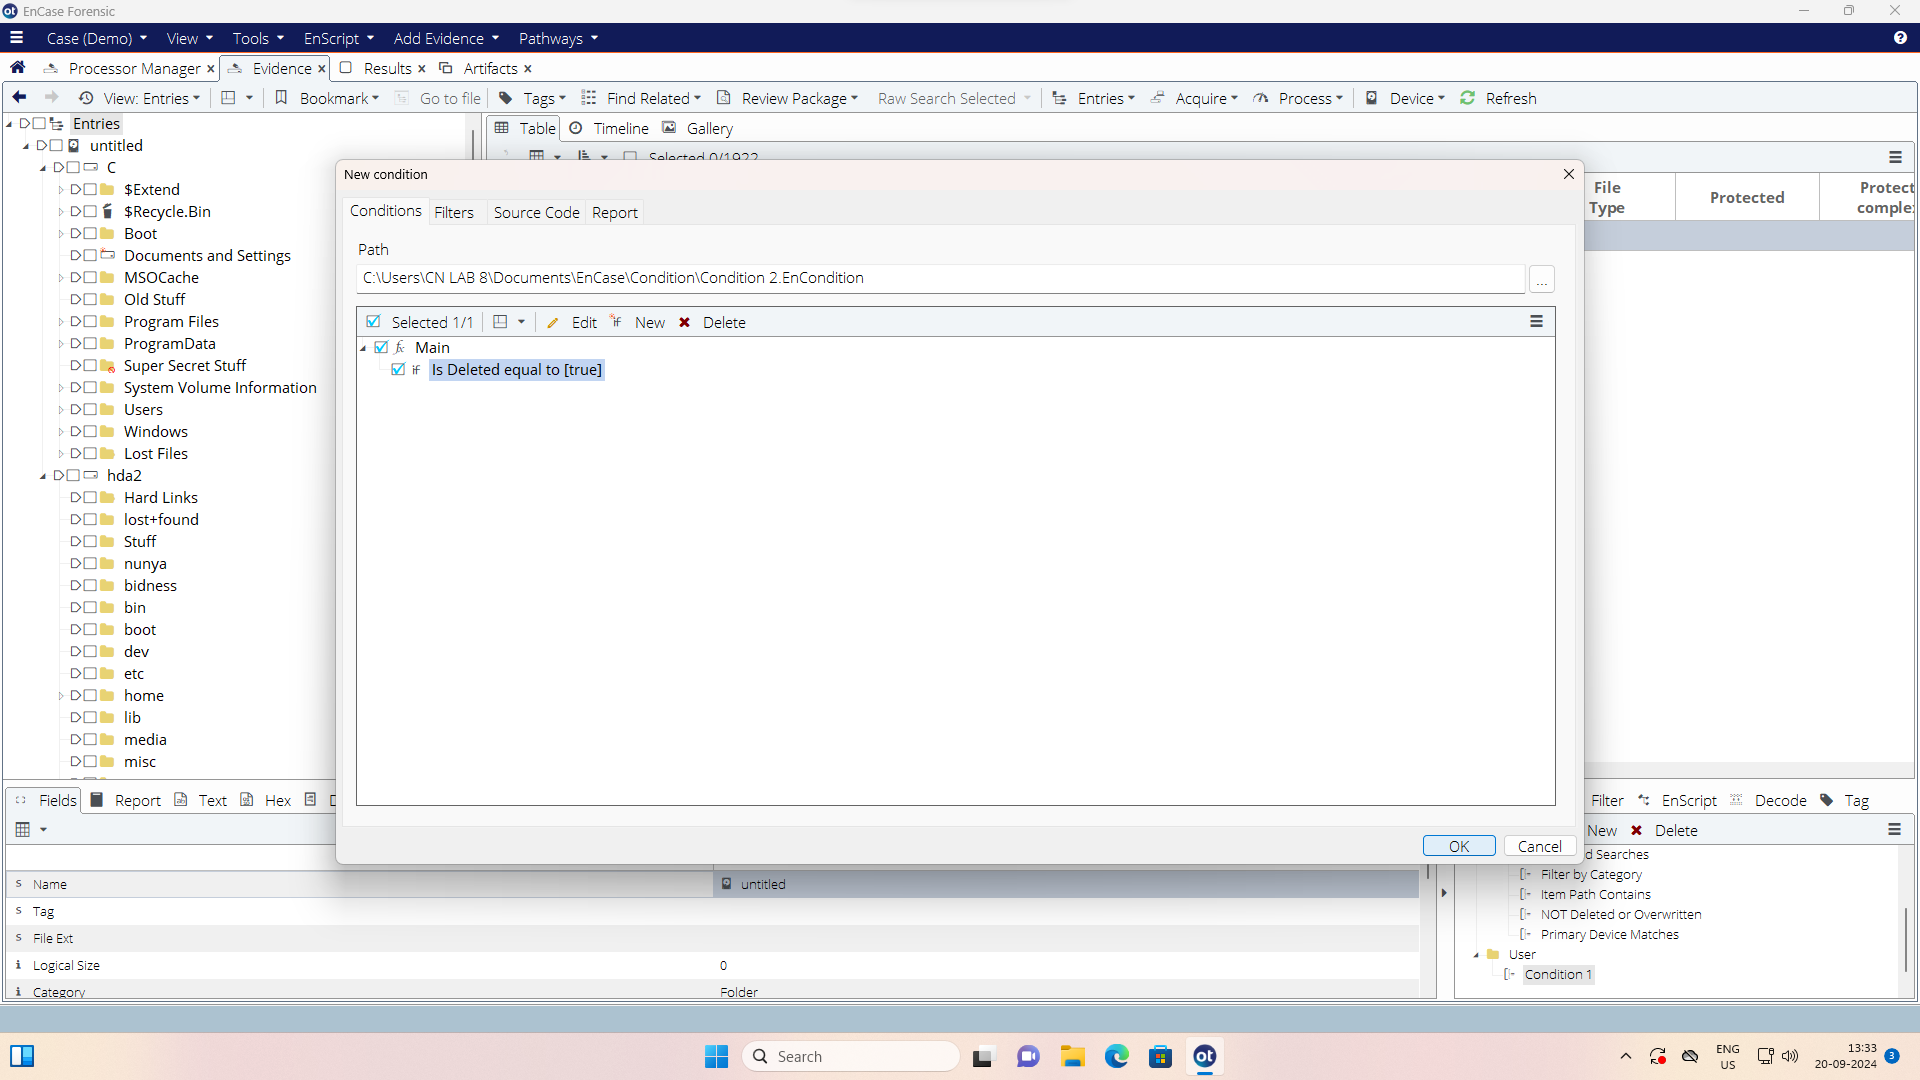 EnCase Forensic
Case (Demo) View Tools EnScript Add Evidence Pathways
Processor Manager Evidence Results Artifacts
View: Entries Bookmark Go to file Tags Find Related Review Package Raw Search Selected Entries Acquire Process Device Refresh
Entries
untitled
C
$Extend
$Recycle.Bin
Boot
Documents and Settings
MSOCache
Old Stuff
Program Files
ProgramData
Super Secret Stuff
System Volume Information
Users
Windows
Lost Files
hda2
Hard Links
lost+found
Stuff
nunya
bidness
bin
boot
dev
etc
home
lib
media
misc
Table Timeline Gallery
Selected 0/1922
File Type
Protected
New condition
Conditions Filters Source Code Report
Path
C:\Users\CN LAB 8\Documents\EnCase\Condition\Condition 2.EnCondition
...
Selected 1/1 Edit if New Delete
fx Main
if Is Deleted equal to [true]
OK Cancel
Fields Report Text Hex
S Name untitled
S Tag
S File Ext
i Logical Size 0
i Category Folder
Filter EnScript Decode Tag
New Delete
Searches
Filter by Category
Item Path Contains
NOT Deleted or Overwritten
Primary Device Matches
User
Condition 1
Search
ot
ENG
US
13:33
20-09-2024
3